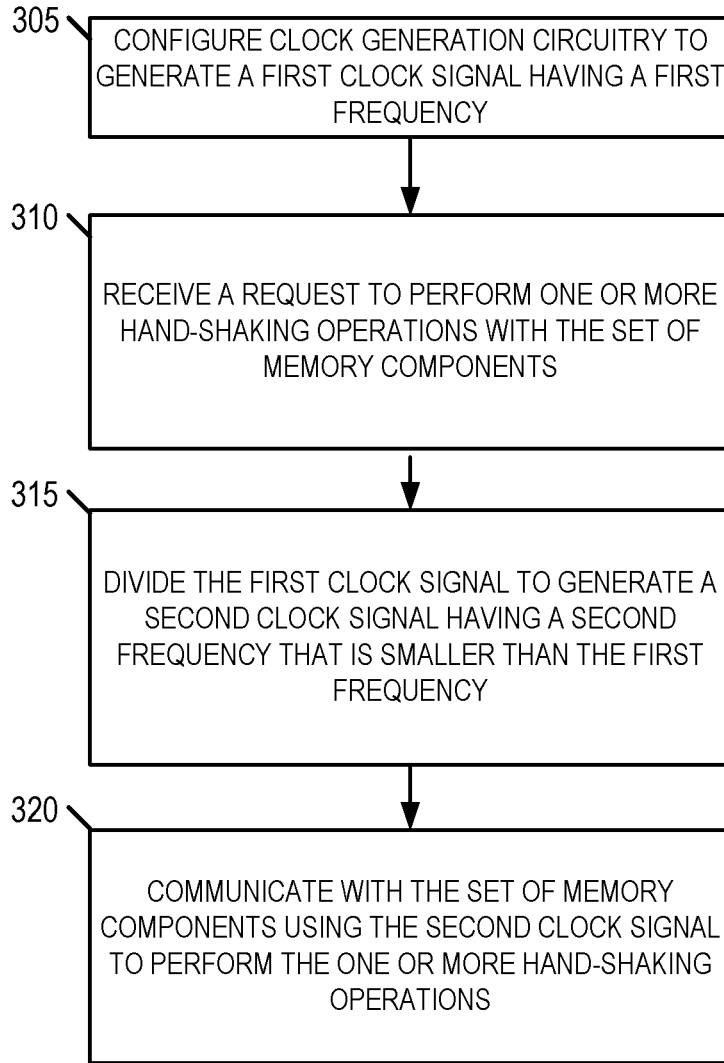 305
CONFIGURE CLOCK GENERATION CIRCUITRY TO
GENERATE A FIRST CLOCK SIGNAL HAVING A FIRST
FREQUENCY
310
RECEIVE A REQUEST TO PERFORM ONE OR MORE
HAND-SHAKING OPERATIONS WITH THE SET OF
MEMORY COMPONENTS
315
DIVIDE THE FIRST CLOCK SIGNAL TO GENERATE A
SECOND CLOCK SIGNAL HAVING A SECOND
FREQUENCY THAT IS SMALLER THAN THE FIRST
FREQUENCY
320
COMMUNICATE WITH THE SET OF MEMORY
COMPONENTS USING THE SECOND CLOCK SIGNAL
TO PERFORM THE ONE OR MORE HAND-SHAKING
OPERATIONS